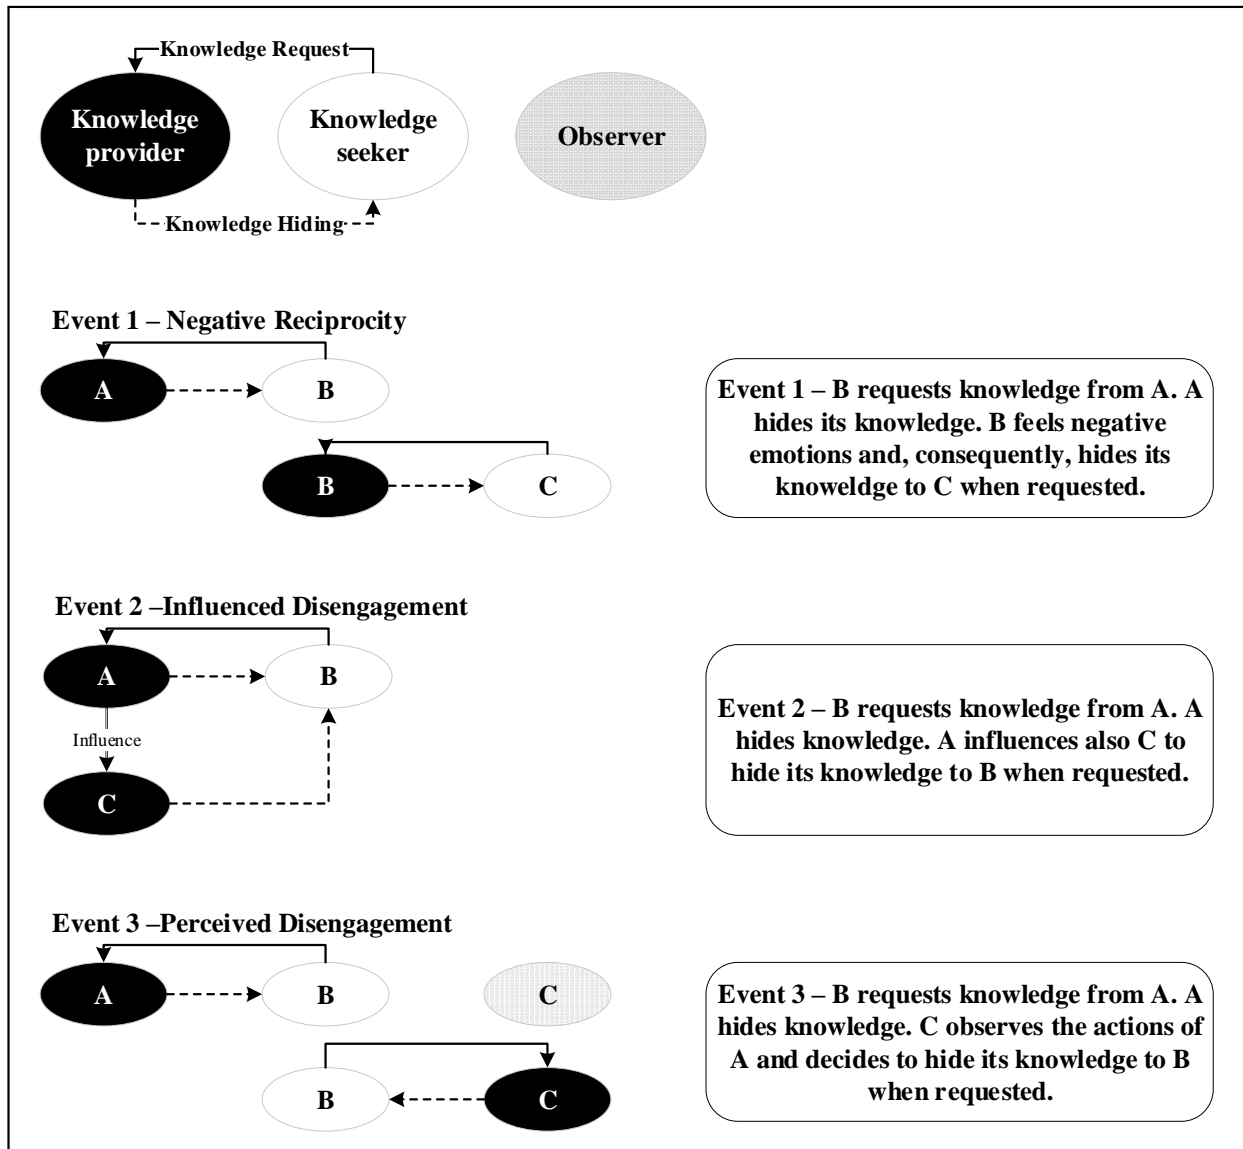 Knowledge Request
Knowledge
provider
Knowledge
seeker
Observer
Knowledge Hiding
Event 1 – Negative Reciprocity
A
B
B
C
Event 1 – B requests knowledge from A. A
hides its knowledge. B feels negative
emotions and, consequently, hides its
knoweldge to C when requested.
Event 2 –Influenced Disengagement
A
B
Influence
C
Event 2 – B requests knowledge from A. A
hides knowledge. A influences also C to
hide its knowledge to B when requested.
Event 3 –Perceived Disengagement
A
B
C
B
C
Event 3 – B requests knowledge from A. A
hides knowledge. C observes the actions of
A and decides to hide its knowledge to B
when requested.